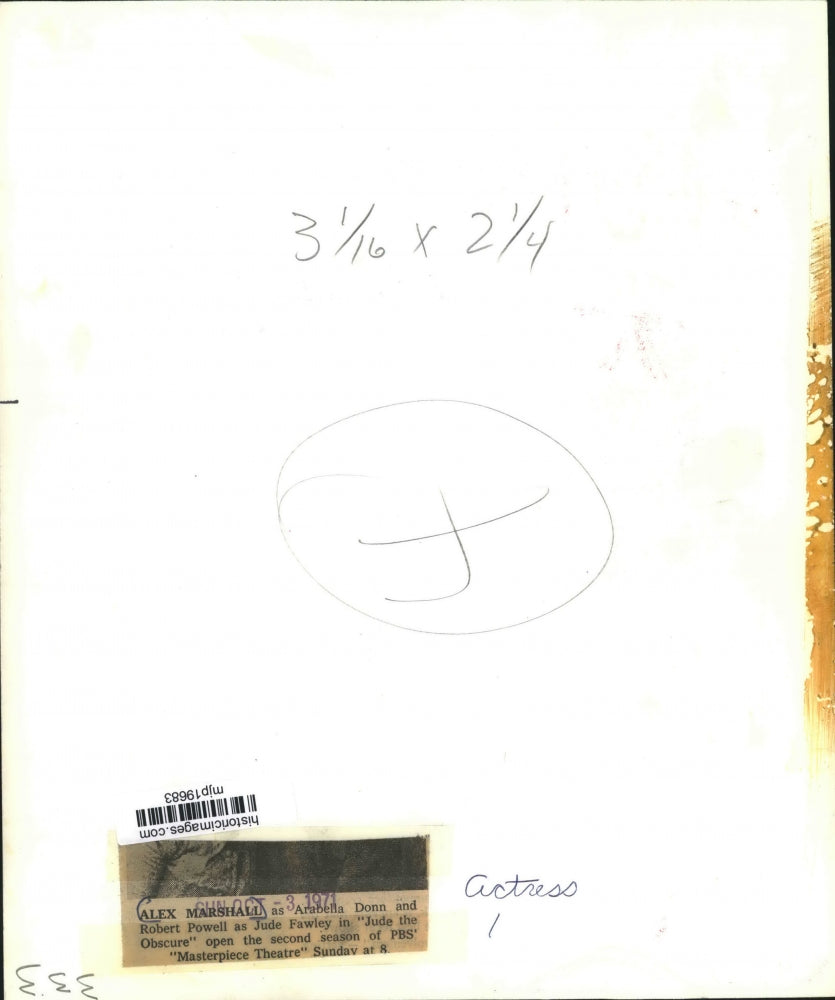 3 1/16 x 2 1/4
mjp19683
historicimages.com
SUN OCT -3 1971
ALEX MARSHALL as Arabella Donn and
Robert Powell as Jude Fawley in "Jude the
Obscure" open the second season of PBS'
"Masterpiece Theatre" Sunday at 8.
actress
1